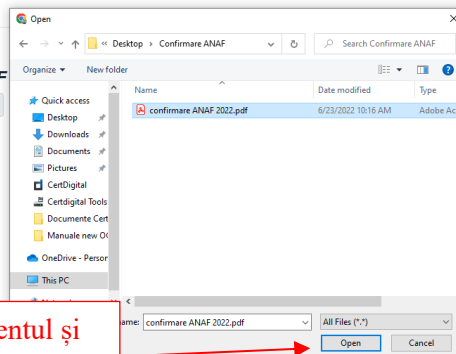 Open
« Desktop › Confirmare ANAF
Search Confirmare ANAF
Organize
New folder
Name
Date modified
Type
Quick access
confirmare ANAF 2022.pdf
6/23/2022 10:16 AM
Adobe Ac
Desktop
Downloads
Documents
Pictures
CertDigital
Certdigital Tools
Documente Cert
Manuale new
OneDrive - Person
This PC
entul și
ame:
confirmare ANAF 2022.pdf
All Files (*.*)
Open
Cancel